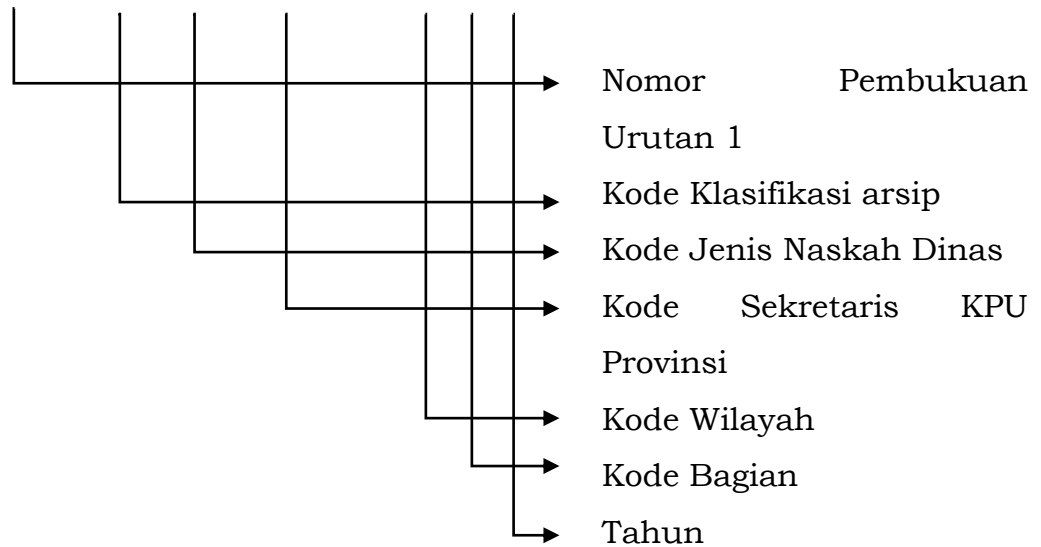 Nomor Pembukuan
Urutan 1
Kode Klasifikasi arsip
Kode Jenis Naskah Dinas
Kode Sekretaris KPU
Provinsi
Kode Wilayah
Kode Bagian
Tahun